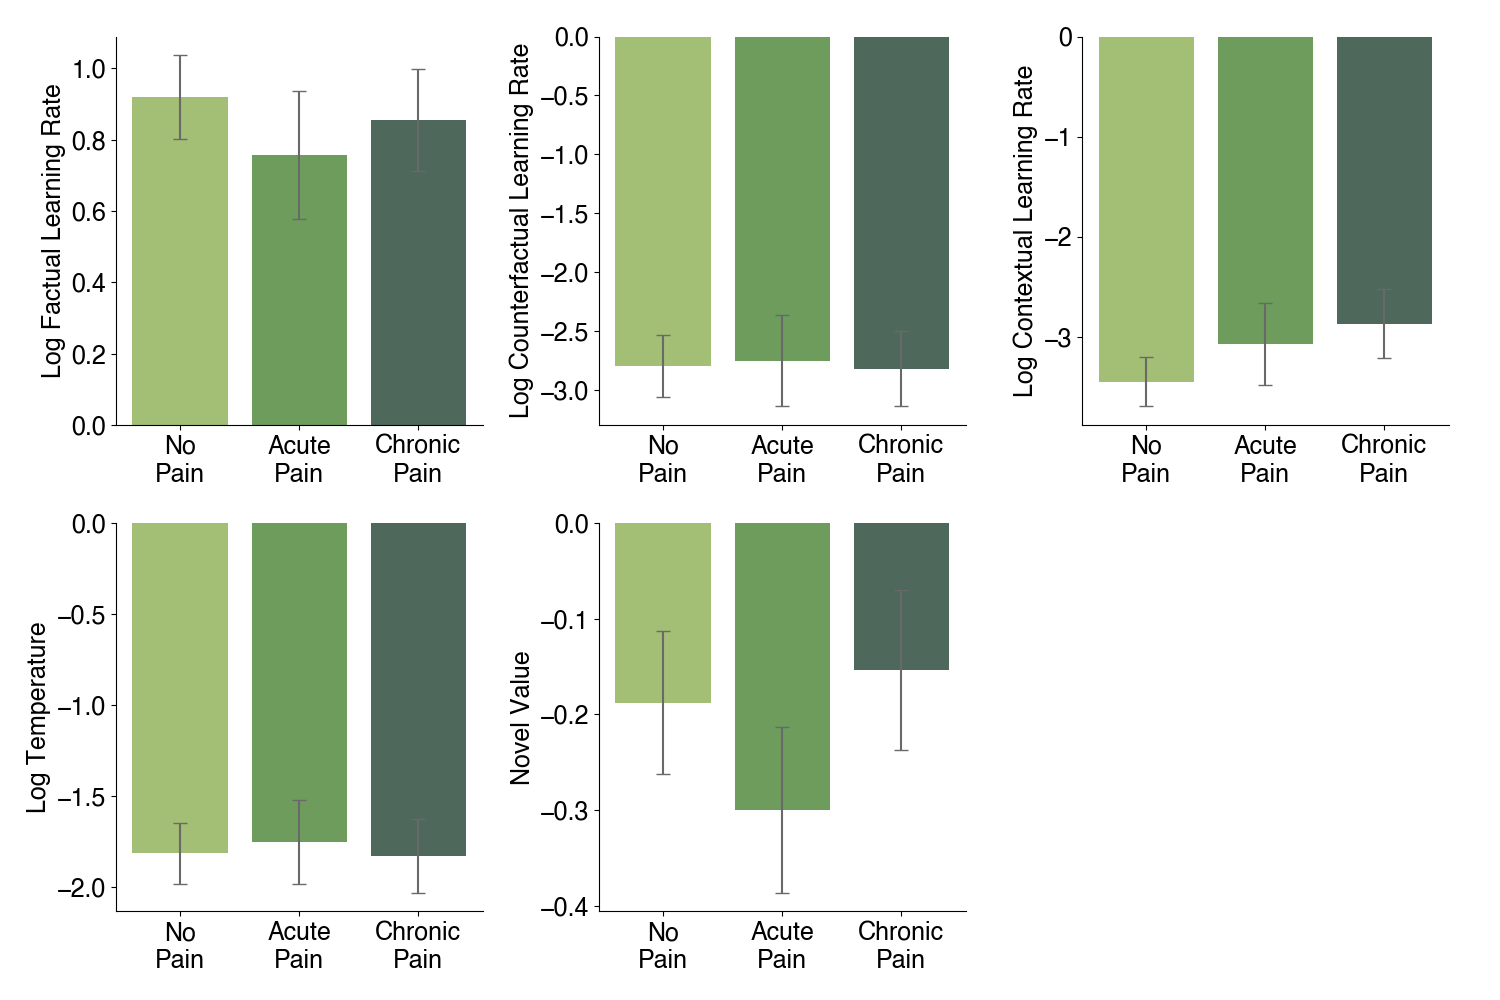 Log Factual Learning Rate
1.0
0.8
0.6
0.4
0.2
0.0
No
Pain
Acute
Pain
Chronic
Pain
Log Counterfactual Learning Rate
0.0
−0.5
−1.0
−1.5
−2.0
−2.5
−3.0
No
Pain
Acute
Pain
Chronic
Pain
Log Contextual Learning Rate
0
−1
−2
−3
No
Pain
Acute
Pain
Chronic
Pain
Log Temperature
0.0
−0.5
−1.0
−1.5
−2.0
No
Pain
Acute
Pain
Chronic
Pain
Novel Value
0.0
−0.1
−0.2
−0.3
−0.4
No
Pain
Acute
Pain
Chronic
Pain